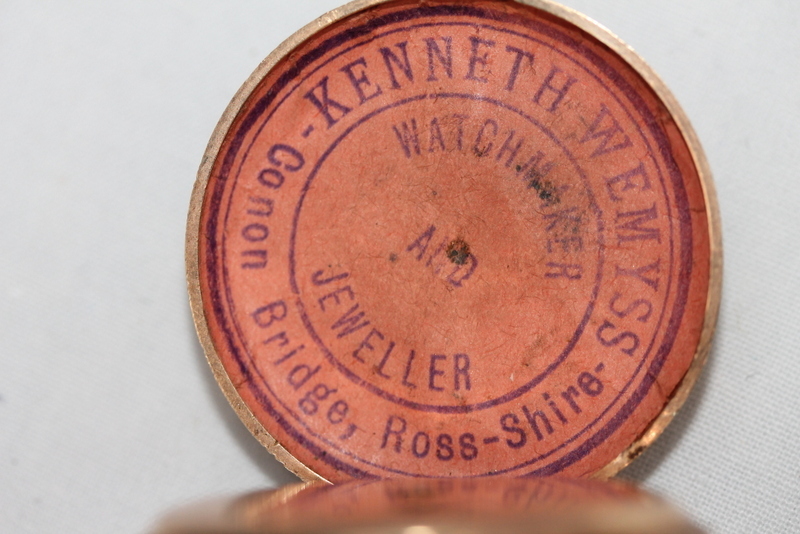 KENNETH WEMYSS
WATCHMAKER
AND
JEWELLER
Conon Bridge, Ross-Shire